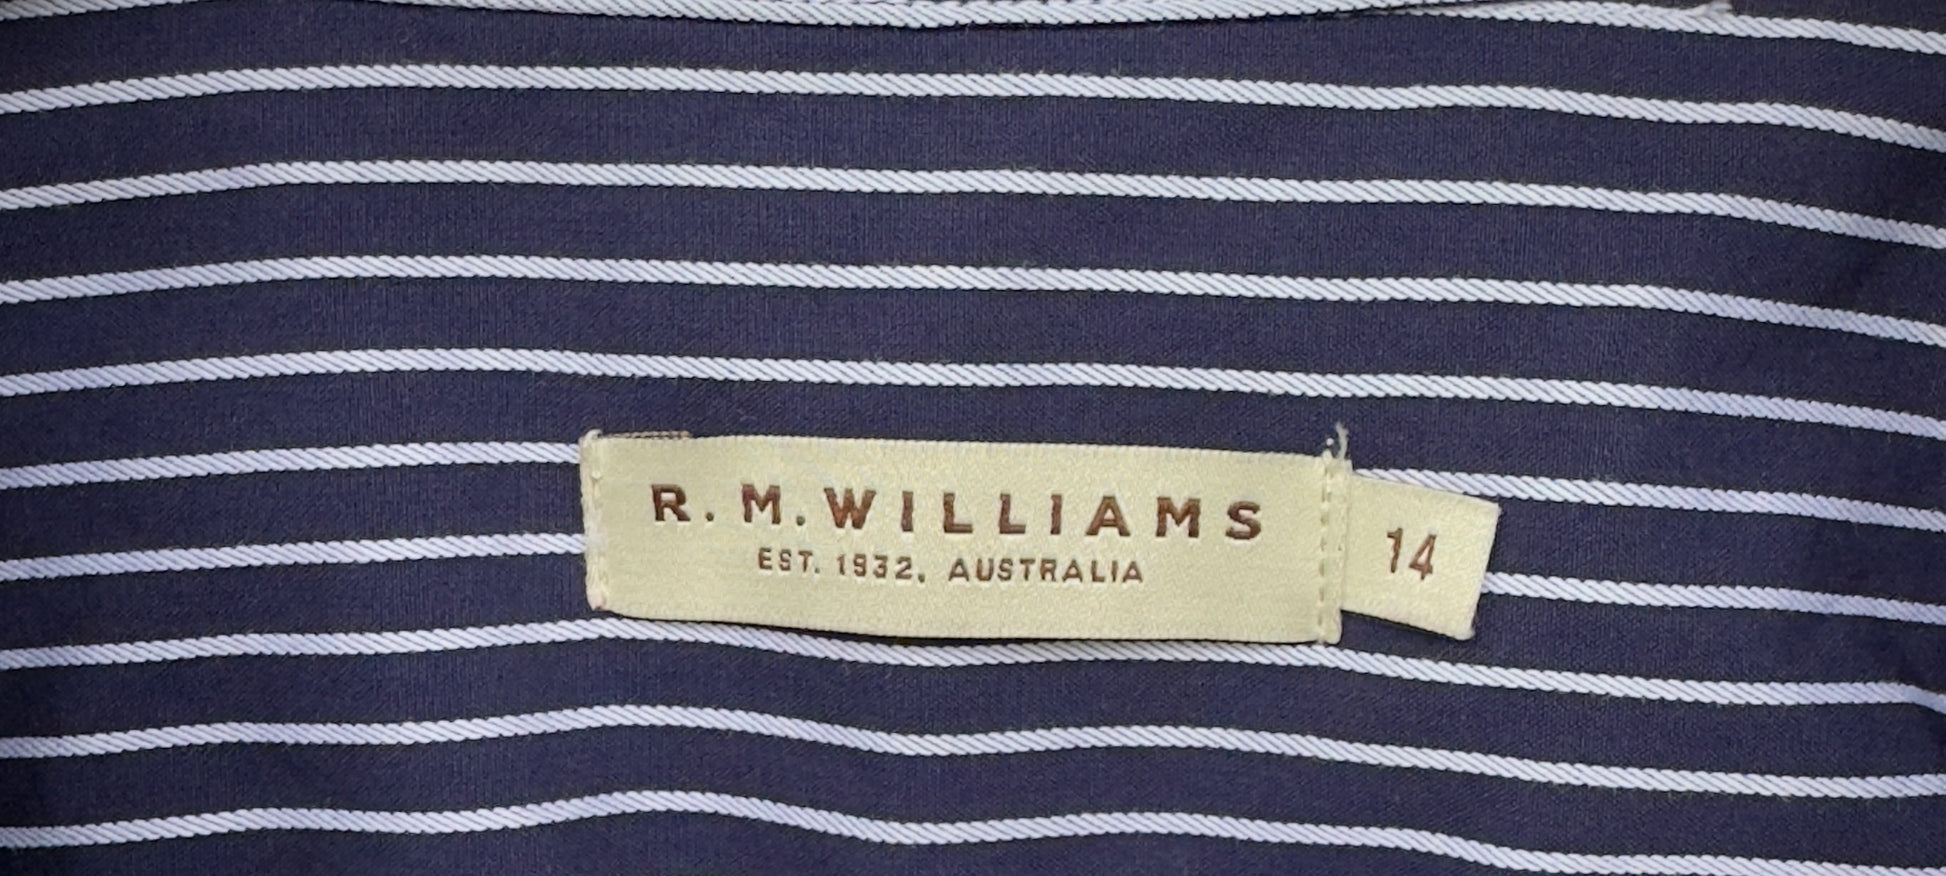 R. M. WILLIAMS
EST. 1932, AUSTRALIA
14